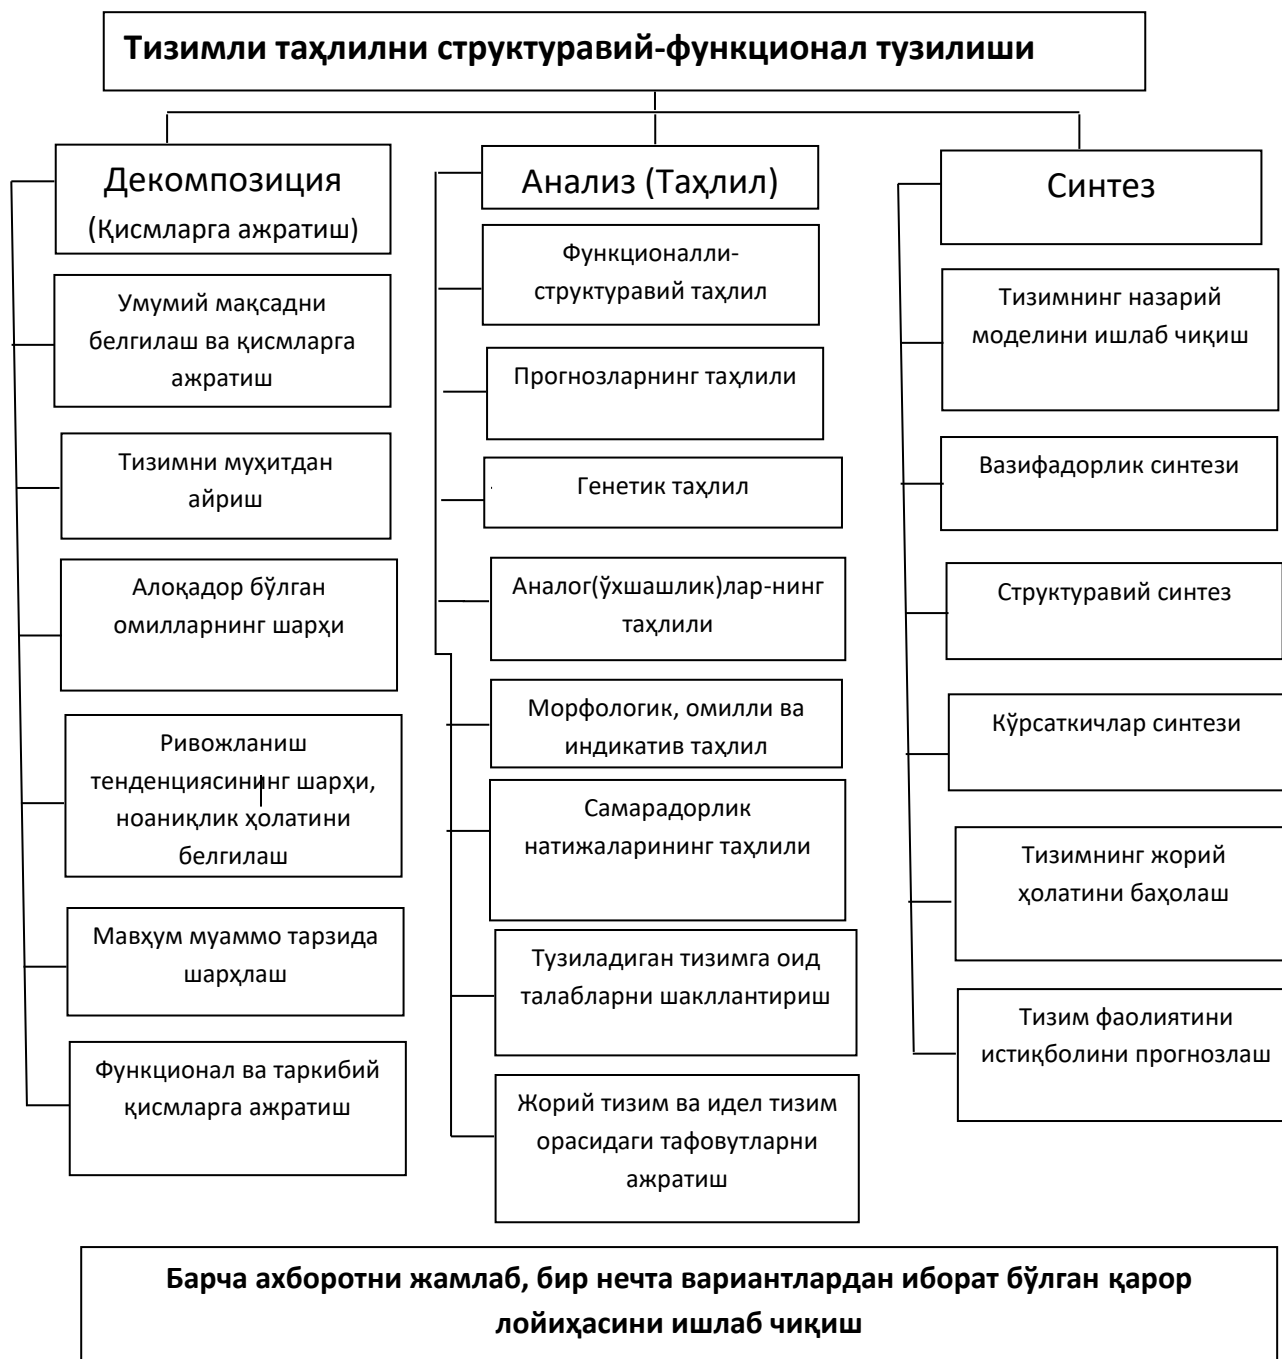 Тизимли таҳлилни структуравий-функционал тузилиши
Декомпозиция
(Қисмларга ажратиш)
Умумий мақсадни
белгилаш ва қисмларга
ажратиш
Тизимни муҳитдан
айриш
Алоқадор бўлган
омилларнинг шарҳи
Ривожланиш
тенденциясининг шарҳи,
ноаниқлик ҳолатини
белгилаш
Мавҳум муаммо тарзида
шарҳлаш
Функционал ва таркибий
қисмларга ажратиш
Анализ (Таҳлил)
Функционалли-
структуравий таҳлил
Прогнозларнинг таҳлили
Генетик таҳлил
Аналог(ўхшашлик)лар-нинг
таҳлили
Морфологик, омилли ва
индикатив таҳлил
Самарадорлик
натижаларининг таҳлили
Тузиладиган тизимга оид
талабларни шакллантириш
Жорий тизим ва идел тизим
орасидаги тафовутларни
ажратиш
Синтез
Тизимнинг назарий
моделини ишлаб чиқиш
Вазифадорлик синтези
Структуравий синтез
Кўрсаткичлар синтези
Тизимнинг жорий
ҳолатини баҳолаш
Тизим фаолиятини
истиқболини прогнозлаш
Барча ахборотни жамлаб, бир нечта вариантлардан иборат бўлган қарор
лойиҳасини ишлаб чиқиш